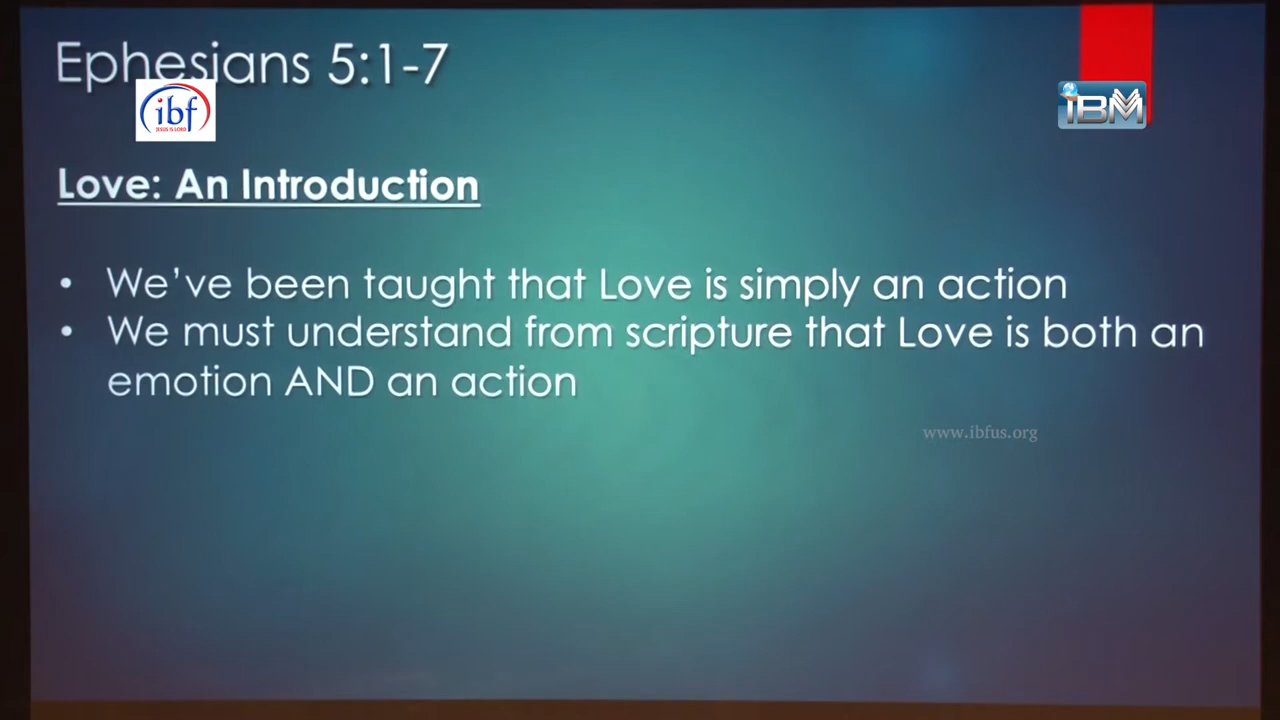 Ephesians 5:1-7
ibf
JESUS IS LORD
iBM
Love: An Introduction
• We've been taught that Love is simply an action
• We must understand from scripture that Love is both an
emotion AND an action
www.ibfus.org